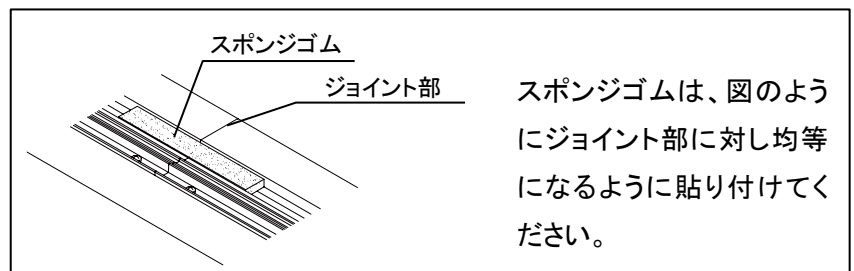 スポンジゴム
ジョイント部
スポンジゴムは、図のよう
にジョイント部に対し均等
になるように貼り付けてく
ださい。